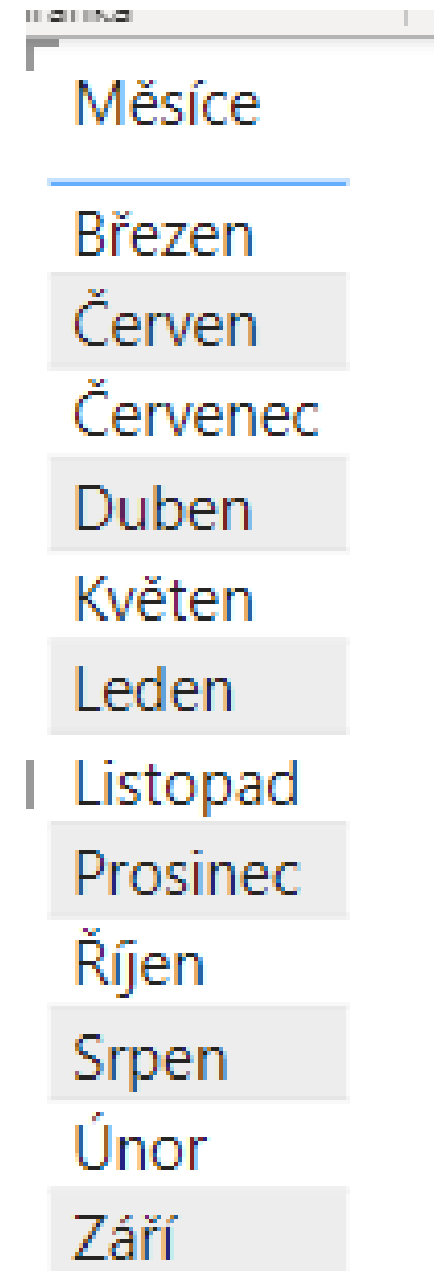 Měsíce
Březen
Červen
Červenec
Duben
Květen
Leden
Listopad
Prosinec
Říjen
Srpen
Únor
Září